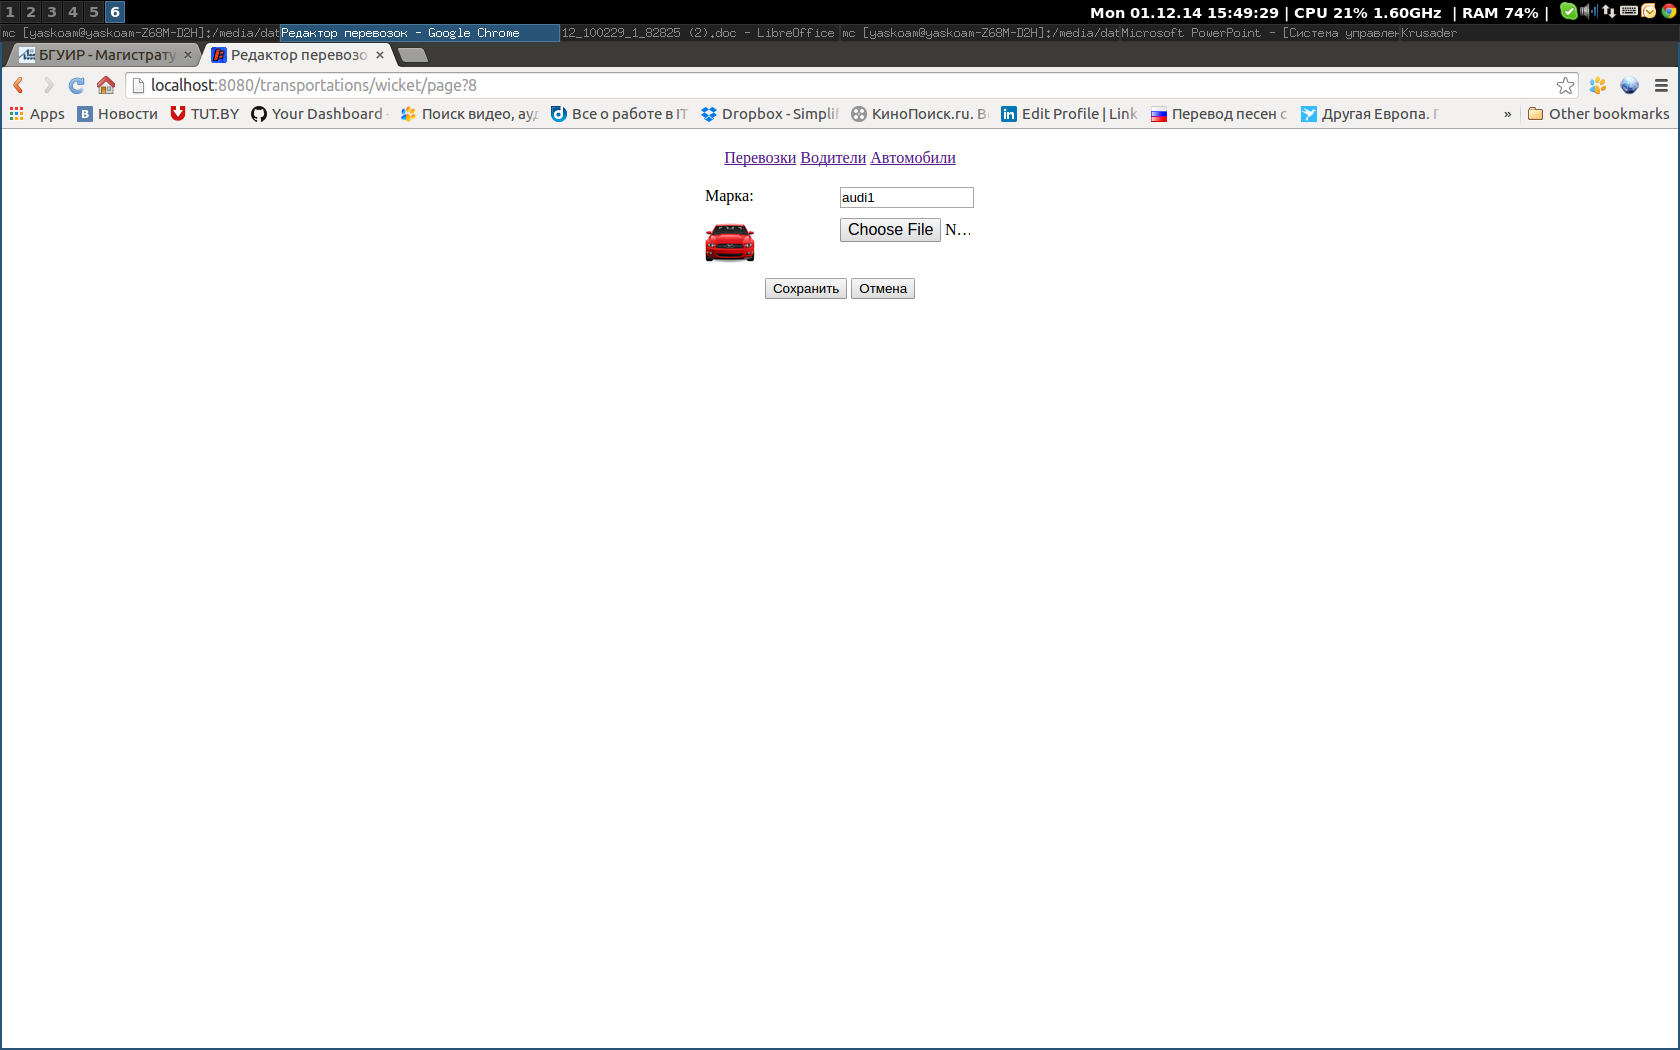 1 2 3 4 5 6 Mon 01.12.14 15:49:29 | CPU 21% 1.60GHz | RAM 74% |
mc [yaskoam@yaskoam-Z68M-D2H]:/media/dat Редактор перевозок - Google Chrome 12_100229_1_82825 (2).doc - LibreOffice mc [yaskoam@yaskoam-Z68M-D2H]:/media/dat Microsoft PowerPoint - [Система управлен Krusader
БГУИР - Магистрату × Редактор перевозо ×
localhost:8080/transportations/wicket/page?8
Apps Новости TUT.BY Your Dashboard Поиск видео, ауд Все о работе в IT Dropbox - Simplif КиноПоиск.ru. В Edit Profile | Link Перевод песен с Другая Европа. Г » Other bookmarks
Перевозки Водители Автомобили
Марка: audi1
Choose File N...
Сохранить Отмена